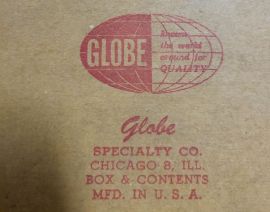 GLOBE
Known
the world
around for
QUALITY
Globe
SPECIALTY CO.
CHICAGO 8, ILL.
BOX & CONTENTS
MFD. IN U. S. A.